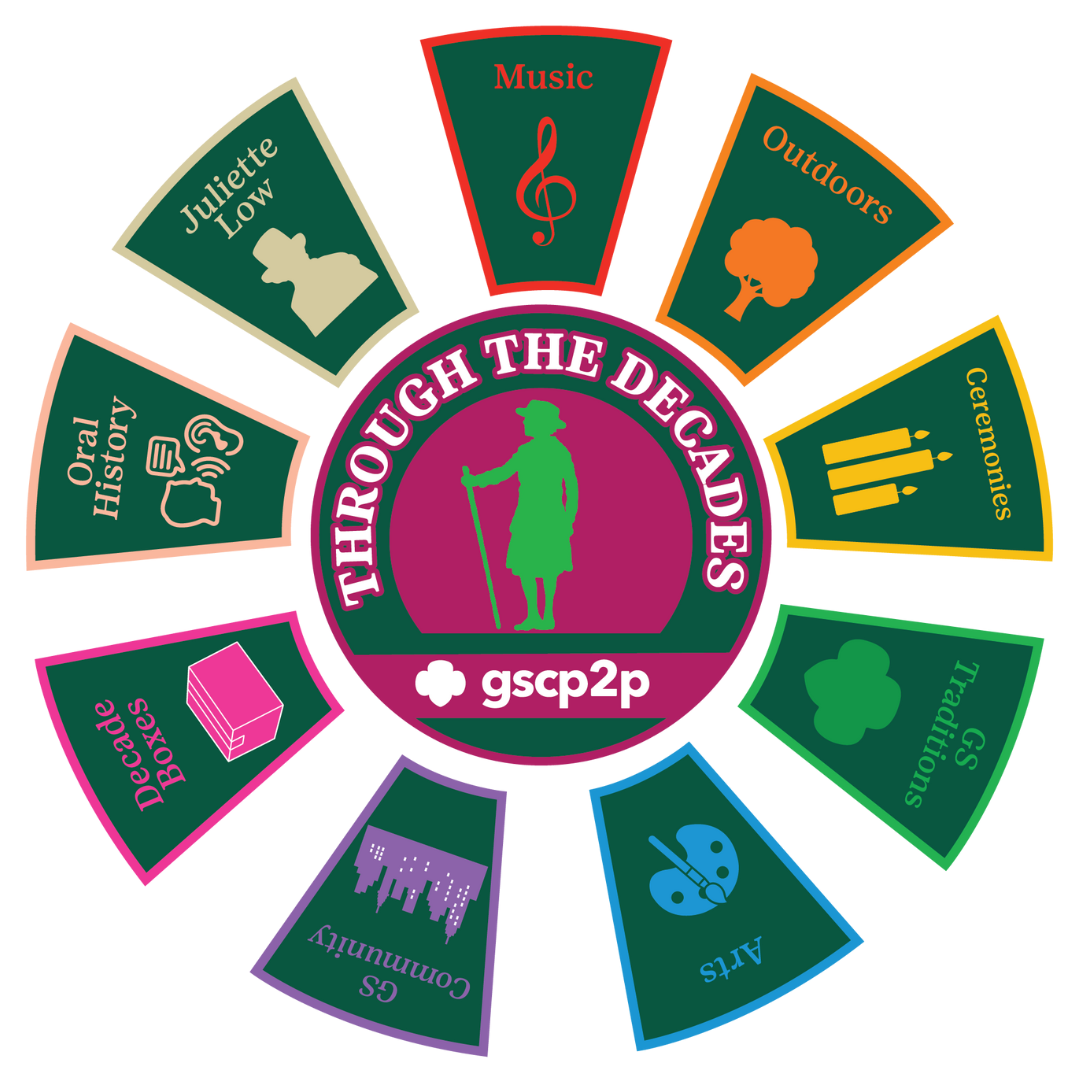 Music
Outdoors
Ceremonies
GS
Traditions
Arts
GS
Community
Decade
Boxes
Oral
History
Juliette
Low
THROUGH THE DECADES
gscp2p